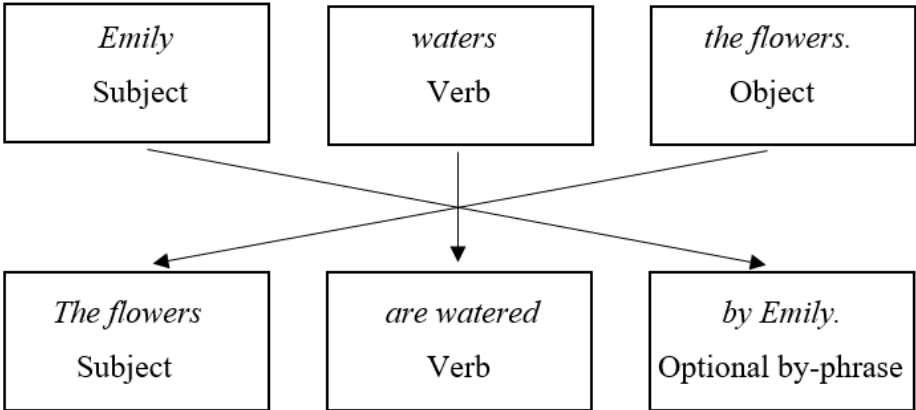 Emily
Subject
waters
Verb
the flowers.
Object
The flowers
Subject
are watered
Verb
by Emily.
Optional by-phrase